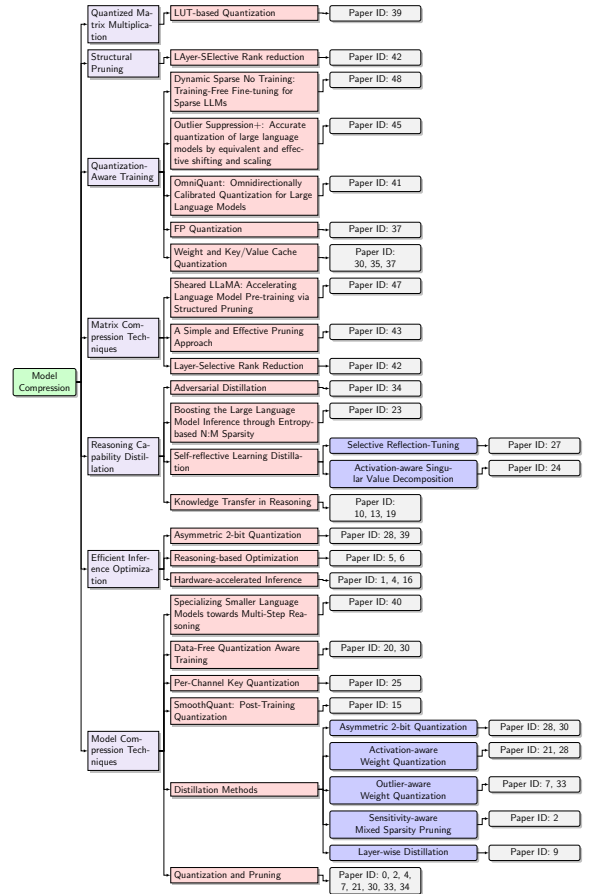 Quantized Ma-
trix Multiplica-
tion
LUT-based Quantization
Paper ID: 39
Structural
Pruning
LAyer-SElective Rank reduction
Paper ID: 42
Dynamic Sparse No Training:
Training-Free Fine-tuning for
Sparse LLMs
Paper ID: 48
Outlier Suppression+: Accurate
quantization of large language
models by equivalent and effec-
tive shifting and scaling
Paper ID: 45
Quantization-
Aware Training
OmniQuant: Omnidirectionally
Calibrated Quantization for Large
Language Models
Paper ID: 41
FP Quantization
Paper ID: 37
Weight and Key/Value Cache
Quantization
Paper ID:
30, 35, 37
Sheared LLaMA: Accelerating
Language Model Pre-training via
Structured Pruning
Paper ID: 47
Matrix Com-
pression Tech-
niques
A Simple and Effective Pruning
Approach
Paper ID: 43
Layer-Selective Rank Reduction
Paper ID: 42
Model
Compression
Adversarial Distillation
Paper ID: 34
Boosting the Large Language
Model Inference through Entropy-
based N:M Sparsity
Paper ID: 23
Reasoning Ca-
pability Distil-
lation
Self-reflective Learning Distilla-
tion
Selective Reflection-Tuning
Paper ID: 27
Activation-aware Singu-
lar Value Decomposition
Paper ID: 24
Knowledge Transfer in Reasoning
Paper ID:
10, 13, 19
Asymmetric 2-bit Quantization
Paper ID: 28, 39
Efficient Infer-
ence Optimiza-
tion
Reasoning-based Optimization
Paper ID: 5, 6
Hardware-accelerated Inference
Paper ID: 1, 4, 16
Specializing Smaller Language
Models towards Multi-Step Rea-
soning
Paper ID: 40
Data-Free Quantization Aware
Training
Paper ID: 20, 30
Per-Channel Key Quantization
Paper ID: 25
SmoothQuant: Post-Training
Quantization
Paper ID: 15
Model Com-
pression Tech-
niques
Distillation Methods
Asymmetric 2-bit Quantization
Paper ID: 28, 30
Activation-aware
Weight Quantization
Paper ID: 21, 28
Outlier-aware
Weight Quantization
Paper ID: 7, 33
Sensitivity-aware
Mixed Sparsity Pruning
Paper ID: 2
Layer-wise Distillation
Paper ID: 9
Quantization and Pruning
Paper ID: 0, 2, 4,
7, 21, 30, 33, 34